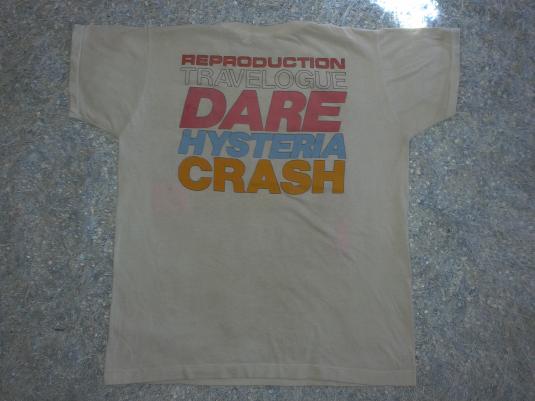 REPRODUCTION
TRAVELOGUE
DARE
HYSTERIA
CRASH